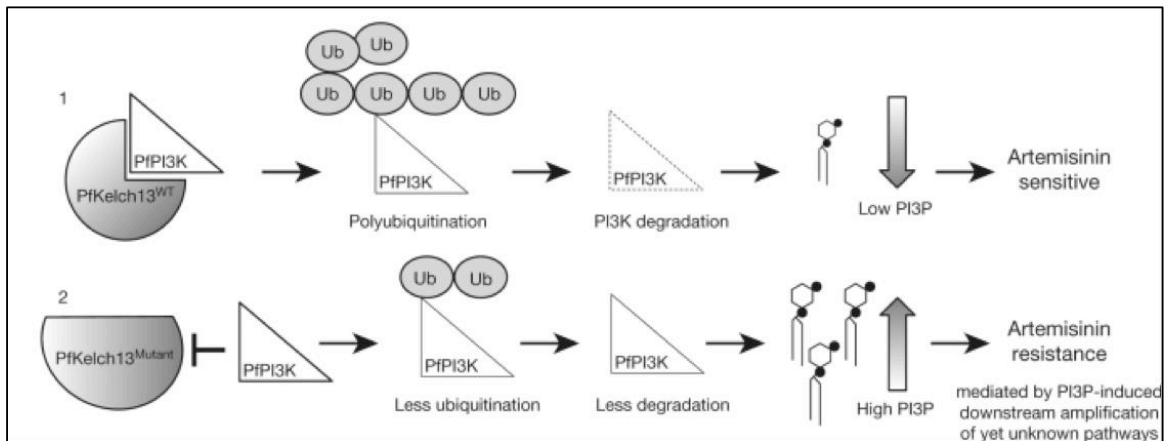 1
PfPI3K
PfKelch13WT
Ub
Ub
Ub
Ub
Ub
Ub
PfPI3K
Polyubiquitination
PfPI3K
PI3K degradation
Low PI3P
Artemisinin
sensitive
2
PfKelch13Mutant
PfPI3K
Ub
Ub
PfPI3K
Less ubiquitination
PfPI3K
Less degradation
High PI3P
Artemisinin
resistance
mediated by PI3P-induced
downstream amplification
of yet unknown pathways